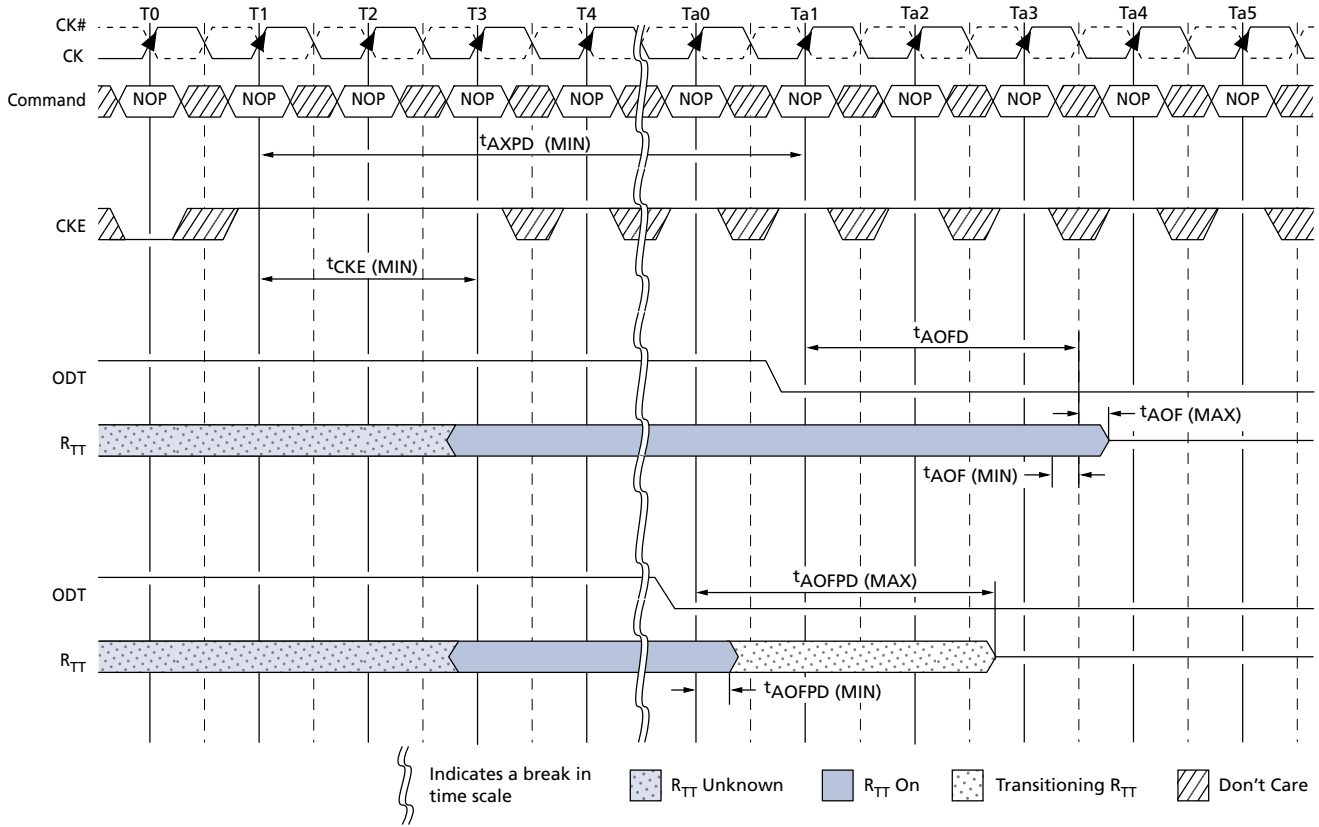 T0 T1 T2 T3 T4 Ta0 Ta1 Ta2 Ta3 Ta4 Ta5
CK#
CK
Command NOP NOP NOP NOP NOP NOP NOP NOP NOP NOP NOP
tAXPD (MIN)
CKE
tCKE (MIN)
tAOFD
ODT
tAOF (MAX)
RTT
tAOF (MIN)
tAOFPD (MAX)
ODT
RTT
tAOFPD (MIN)
Indicates a break in
time scale
RTT Unknown
RTT On
Transitioning RTT
Don't Care